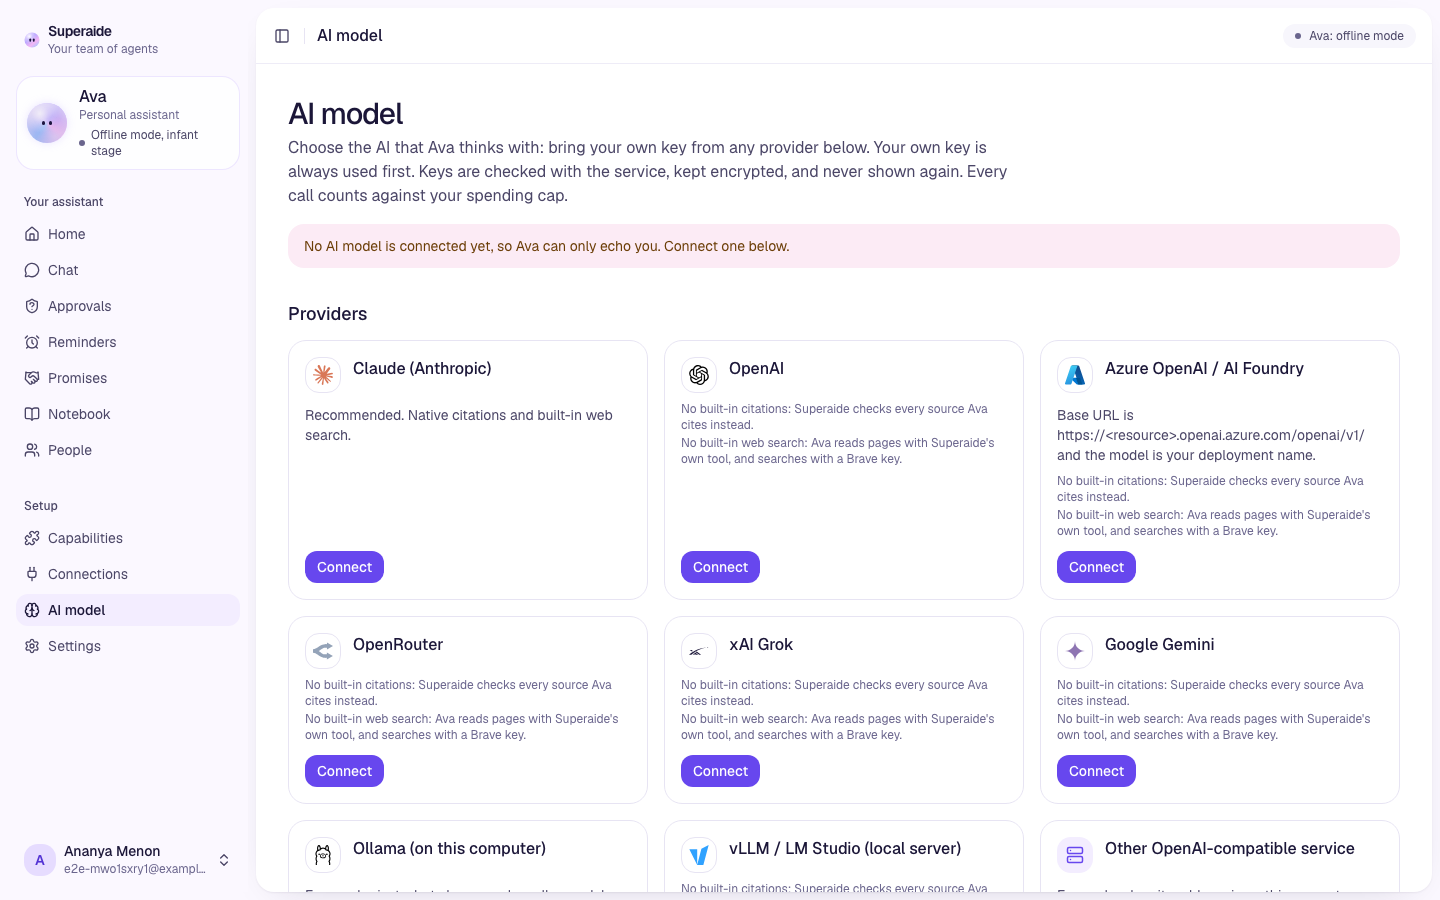 Superaide
Your team of agents
Ava
Personal assistant
Offline mode, infant
stage
Your assistant
Home
Chat
Approvals
Reminders
Promises
Notebook
People
Setup
Capabilities
Connections
AI model
Settings
A
Ananya Menon
e2e-mwo1sxry1@exampl...
AI model
Ava: offline mode
AI model
Choose the AI that Ava thinks with: bring your own key from any provider below. Your own key is
always used first. Keys are checked with the service, kept encrypted, and never shown again. Every
call counts against your spending cap.
No AI model is connected yet, so Ava can only echo you. Connect one below.
Providers
Claude (Anthropic)
Recommended. Native citations and built-in web
search.
Connect
OpenAI
No built-in citations: Superaide checks every source Ava
cites instead.
No built-in web search: Ava reads pages with Superaide's
own tool, and searches with a Brave key.
Connect
Azure OpenAI / AI Foundry
Base URL is
https://<resource>.openai.azure.com/openai/v1/
and the model is your deployment name.
No built-in citations: Superaide checks every source Ava
cites instead.
No built-in web search: Ava reads pages with Superaide's
own tool, and searches with a Brave key.
Connect
OpenRouter
No built-in citations: Superaide checks every source Ava
cites instead.
No built-in web search: Ava reads pages with Superaide's
own tool, and searches with a Brave key.
Connect
xAI Grok
No built-in citations: Superaide checks every source Ava
cites instead.
No built-in web search: Ava reads pages with Superaide's
own tool, and searches with a Brave key.
Connect
Google Gemini
No built-in citations: Superaide checks every source Ava
cites instead.
No built-in web search: Ava reads pages with Superaide's
own tool, and searches with a Brave key.
Connect
Ollama (on this computer)
vLLM / LM Studio (local server)
No built-in citations: Superaide checks every source Ava
Other OpenAI-compatible service